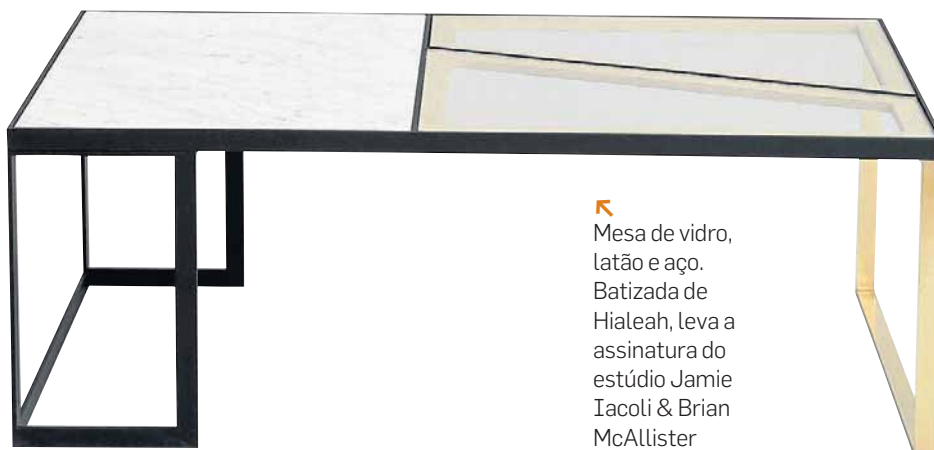 Mesa de vidro,
latão e aço.
Batizada de
Hialeah, leva a
assinatura do
estúdio Jamie
Iacoli & Brian
McAllister